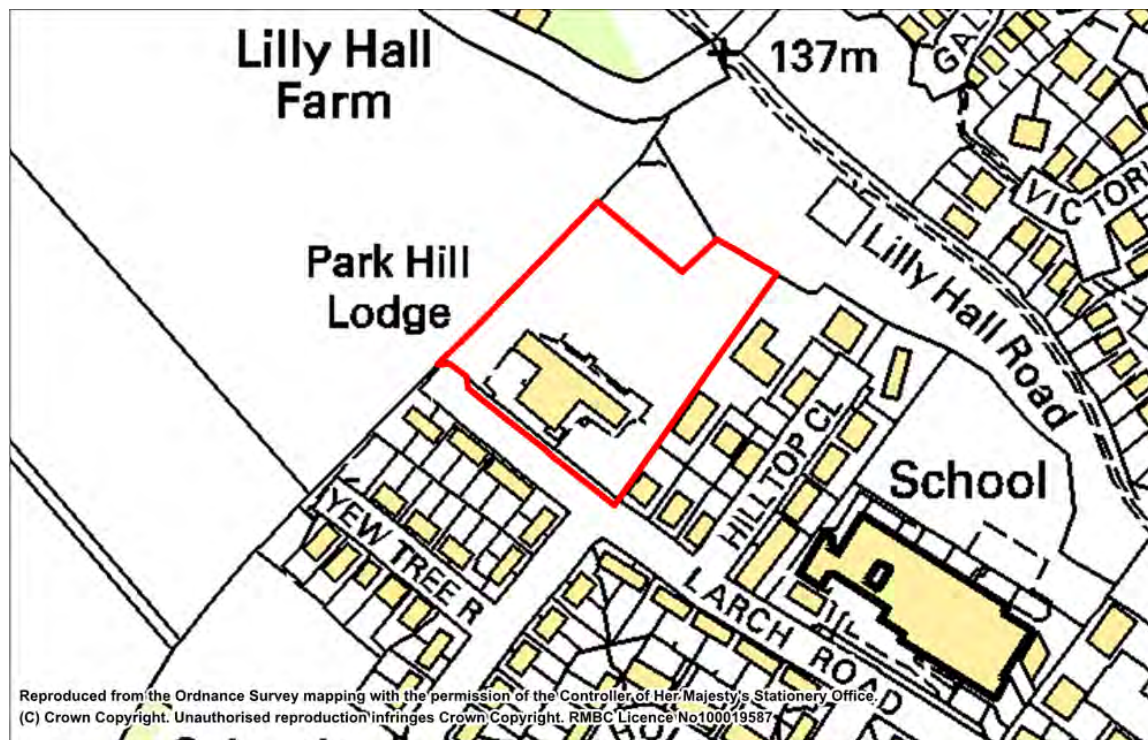 Lilly Hall
Farm
137m
GAL
VICTORI
Park Hill
Lodge
Lilly Hall Road
HILLTOP CL
School
YEW TREE R
LARCH ROAD
Reproduced from the Ordnance Survey mapping with the permission of the Controller of Her Majesty's Stationery Office.
(C) Crown Copyright. Unauthorised reproduction infringes Crown Copyright. RMBC Licence No100019587